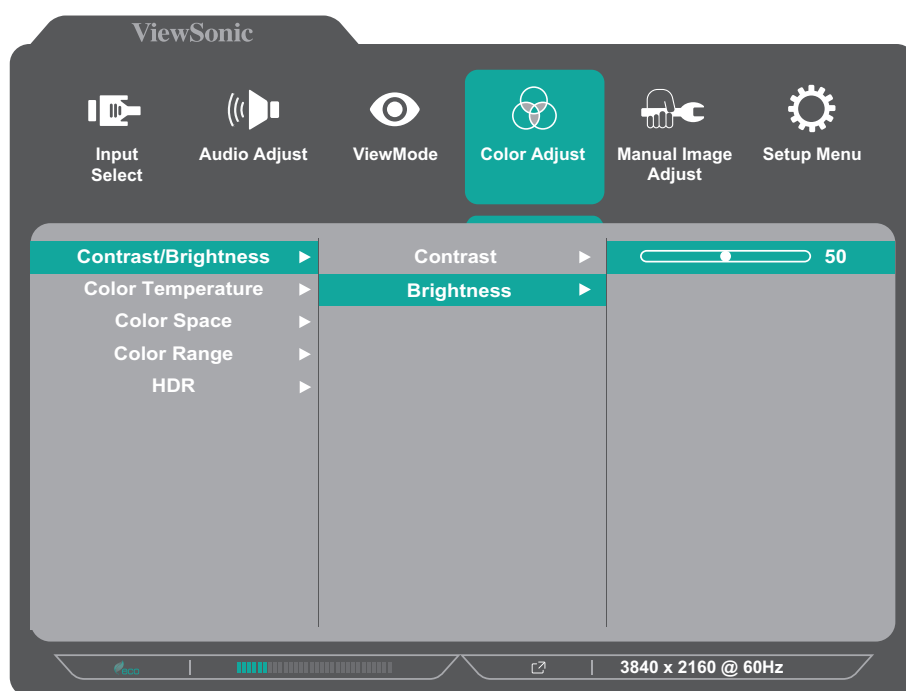 ViewSonic
Input
Select
Audio Adjust
ViewMode
Color Adjust
Manual Image
Adjust
Setup Menu
Contrast/Brightness
Contrast
50
Color Temperature
Brightness
Color Space
Color Range
HDR
eco
3840 x 2160 @ 60Hz